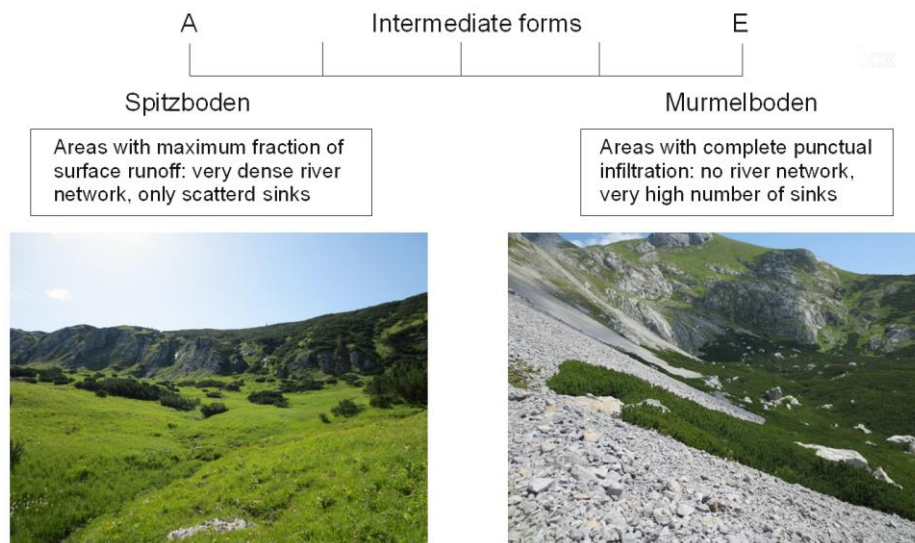 A Intermediate forms E
Spitzboden
Murmelboden
Areas with maximum fraction of
surface runoff: very dense river
network, only scatterd sinks
Areas with complete punctual
infiltration: no river network,
very high number of sinks